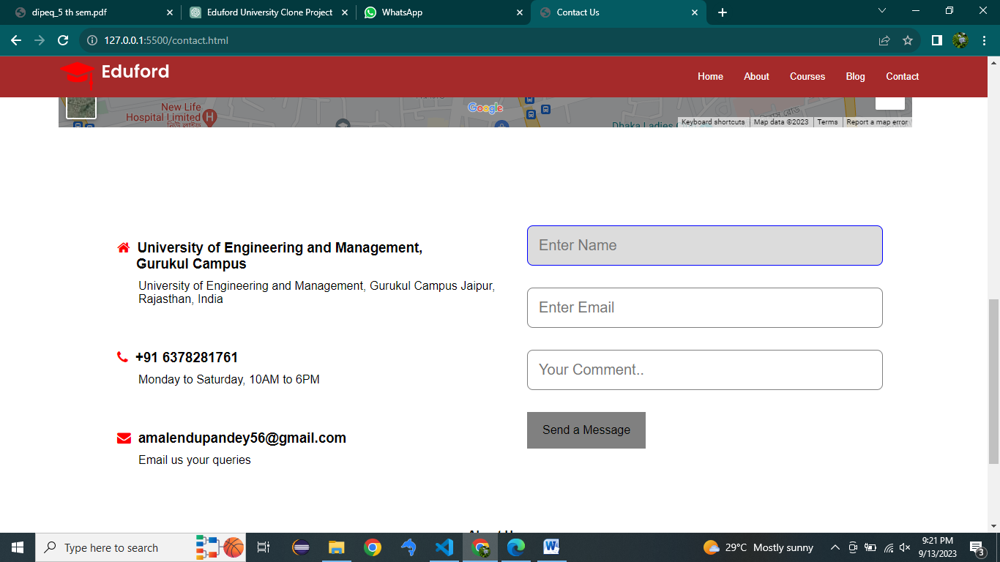 dipeq_5 th sem.pdf
Eduford University Clone Project
WhatsApp
Contact Us
127.0.0.1:5500/contact.html
Eduford
Home
About
Courses
Blog
Contact
New Life
Hospital Limited
H
Google
Dhaka Ladies
Keyboard shortcuts
Map data ©2023
Terms
Report a map error
University of Engineering and Management,
Gurukul Campus
University of Engineering and Management, Gurukul Campus Jaipur,
Rajasthan, India
+91 6378281761
Monday to Saturday, 10AM to 6PM
amalendupandey56@gmail.com
Email us your queries
Enter Name
Enter Email
Your Comment..
Send a Message
Type here to search
29°C Mostly sunny
9:21 PM
9/13/2023
3